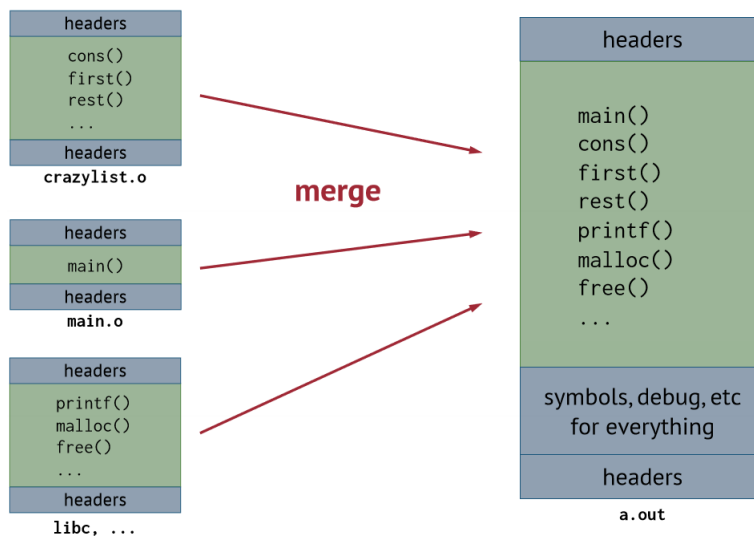 headers
cons()
first()
rest()
...
headers
crazylist.o
headers
main()
headers
main.o
headers
printf()
malloc()
free()
...
headers
libc, ...
merge
headers
main()
cons()
first()
rest()
printf()
malloc()
free()
...
symbols, debug, etc
for everything
headers
a.out